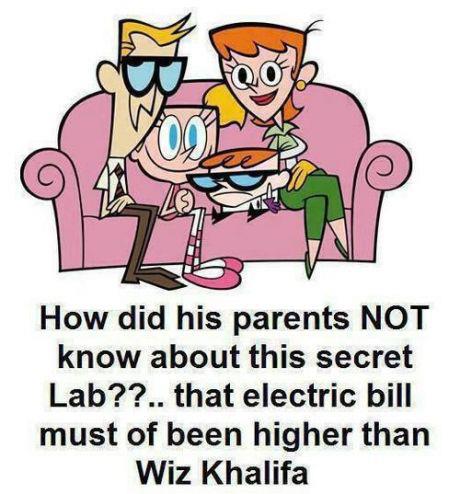 How did his parents NOT
know about this secret
Lab??.. that electric bill
must of been higher than
Wiz Khalifa